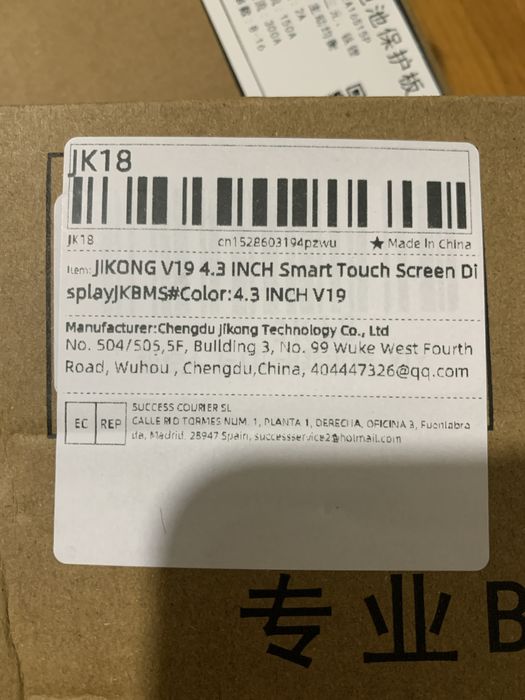 电池保护板
JK18
JK18 cn1528603194pzwu ★ Made In China
Item: JIKONG V19 4.3 INCH Smart Touch Screen Di
splayJKBMS#Color:4.3 INCH V19
Manufacturer:Chengdu Jikong Technology Co., Ltd
No. 504/505,5F, Building 3, No. 99 Wuke West Fourth
Road, Wuhou , Chengdu,China, 404447326@qq.com
EC REP
SUCCESS COURIER SL
CALLE RIO TORMES NUM. 1, PLANTA 1, DERECHA, OFICINA 3, Fuenlabra
da, Madrid, 28947 Spain, successservice2@hotmail.com
专业B